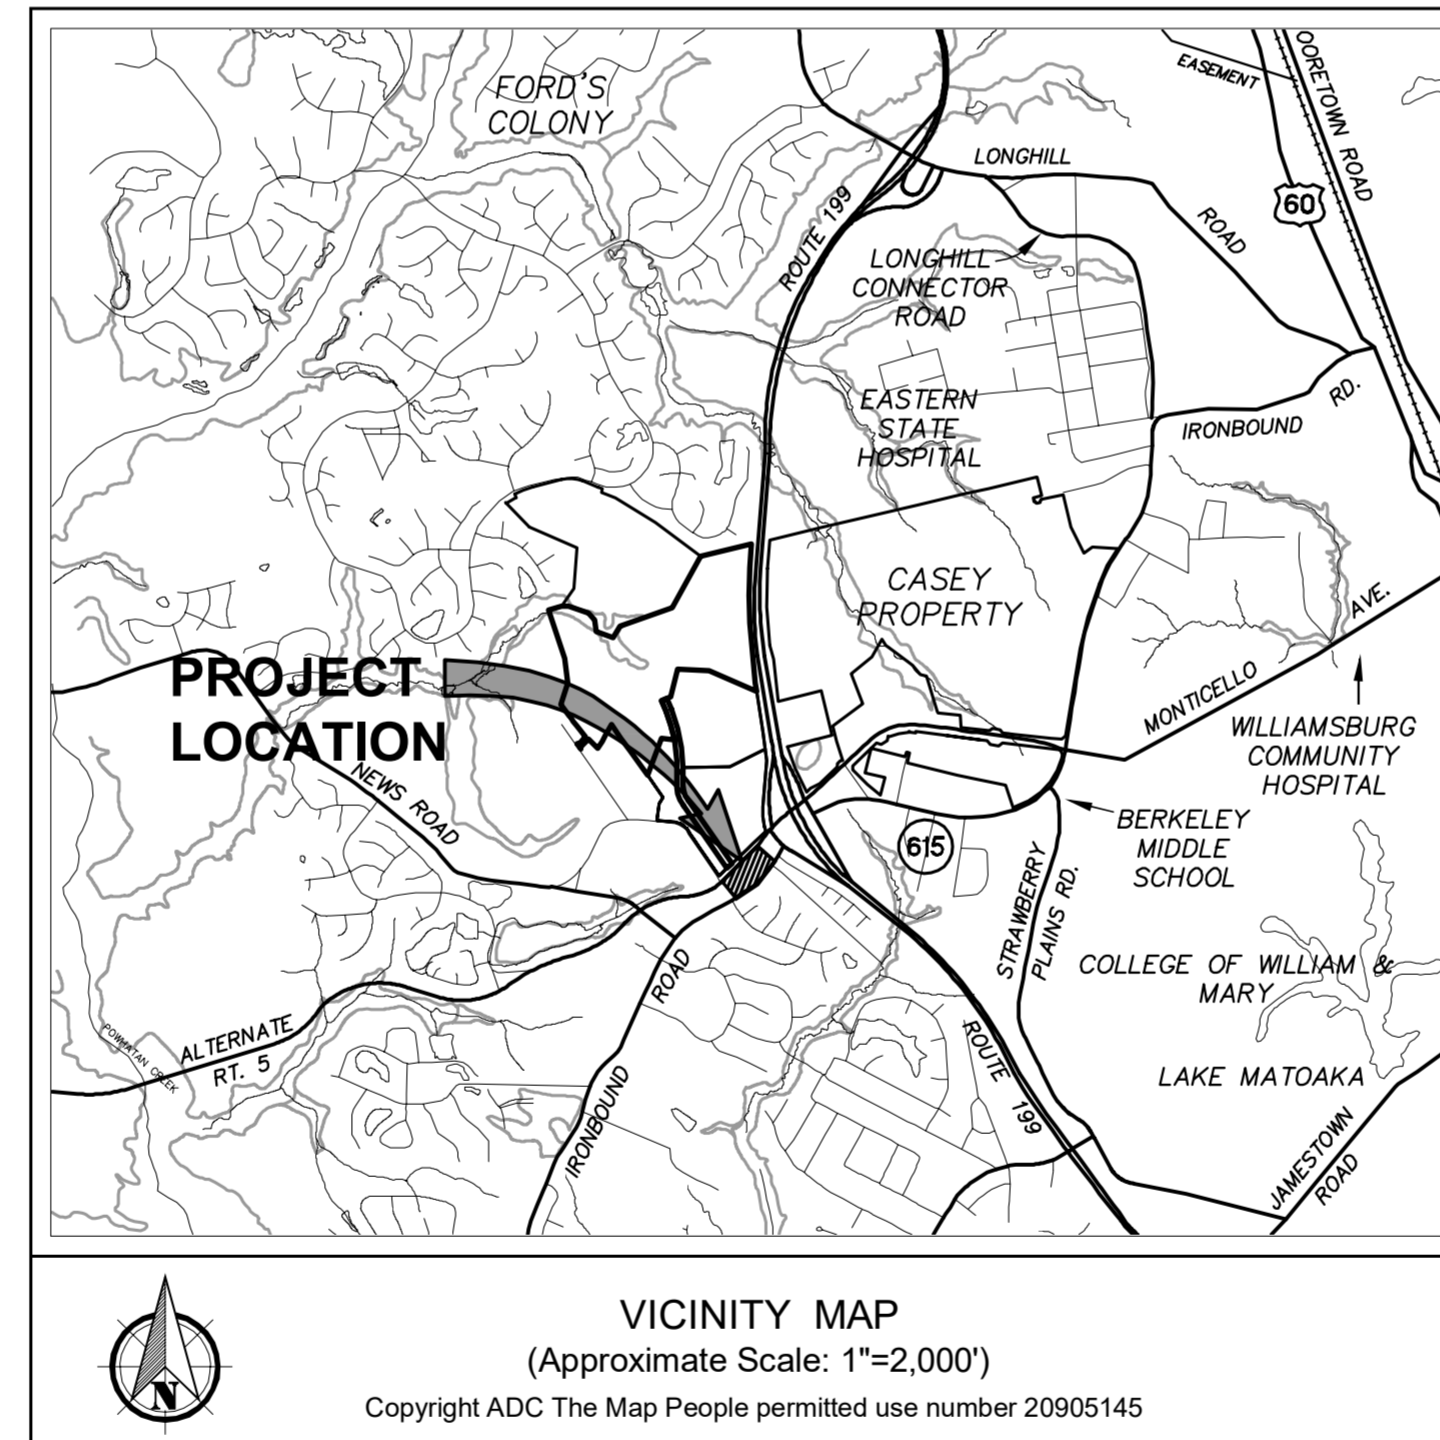 FORD'S
COLONY
EASEMENT
OORETOWN ROAD
LONGHILL
ROAD
60
ROUTE 199
LONGHILL
CONNECTOR
ROAD
EASTERN
STATE
HOSPITAL
IRONBOUND
RD.
CASEY
PROPERTY
PROJECT
LOCATION
MONTICELLO
AVE.
WILLIAMSBURG
COMMUNITY
HOSPITAL
NEWS ROAD
615
BERKELEY
MIDDLE
SCHOOL
STRAWBERRY
PLAINS RD.
COLLEGE OF WILLIAM &
MARY
ROAD
IRONBOUND
ALTERNATE
RT. 5
POWHATAN CREEK
ROUTE
199
LAKE MATOAKA
JAMESTOWN
ROAD
N
VICINITY MAP
(Approximate Scale: 1"=2,000')
Copyright ADC The Map People permitted use number 20905145